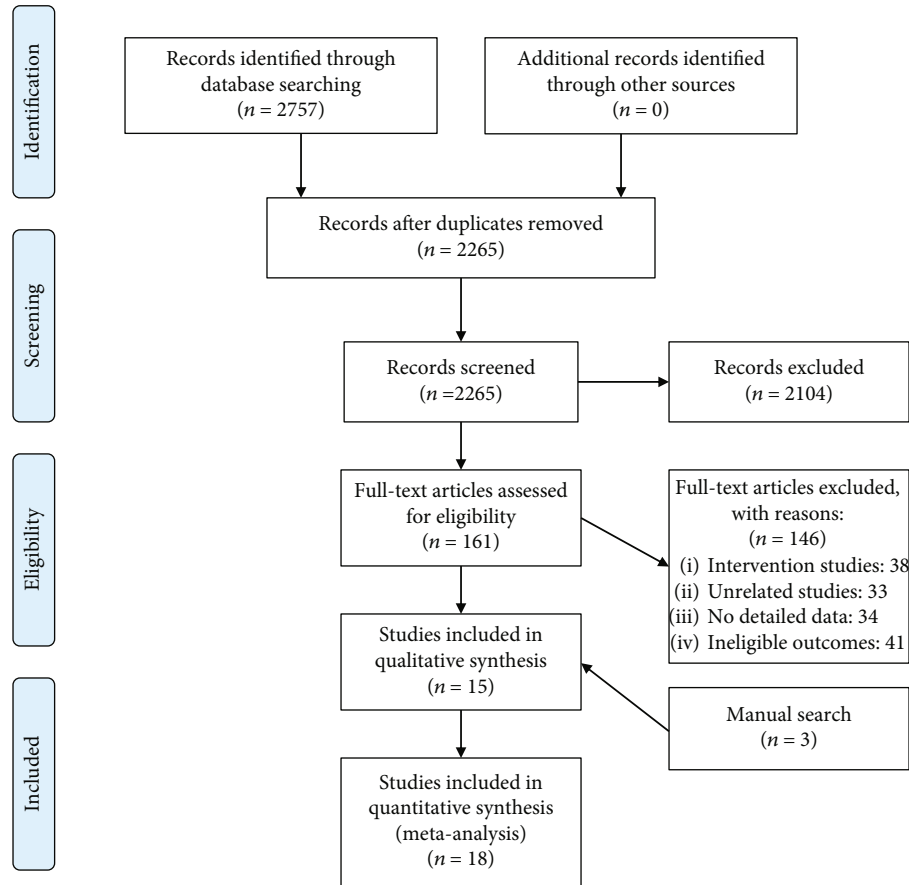 Identification
Records identified through
database searching
(n = 2757)
Additional records identified
through other sources
(n = 0)
Records after duplicates removed
(n = 2265)
Screening
Records screened
(n =2265)
Records excluded
(n = 2104)
Eligibility
Full-text articles assessed
for eligibility
(n = 161)
Full-text articles excluded,
with reasons:
(n = 146)
(i) Intervention studies: 38
(ii) Unrelated studies: 33
(iii) No detailed data: 34
(iv) Ineligible outcomes: 41
Studies included in
qualitative synthesis
(n = 15)
Included
Manual search
(n = 3)
Studies included in
quantitative synthesis
(meta-analysis)
(n = 18)